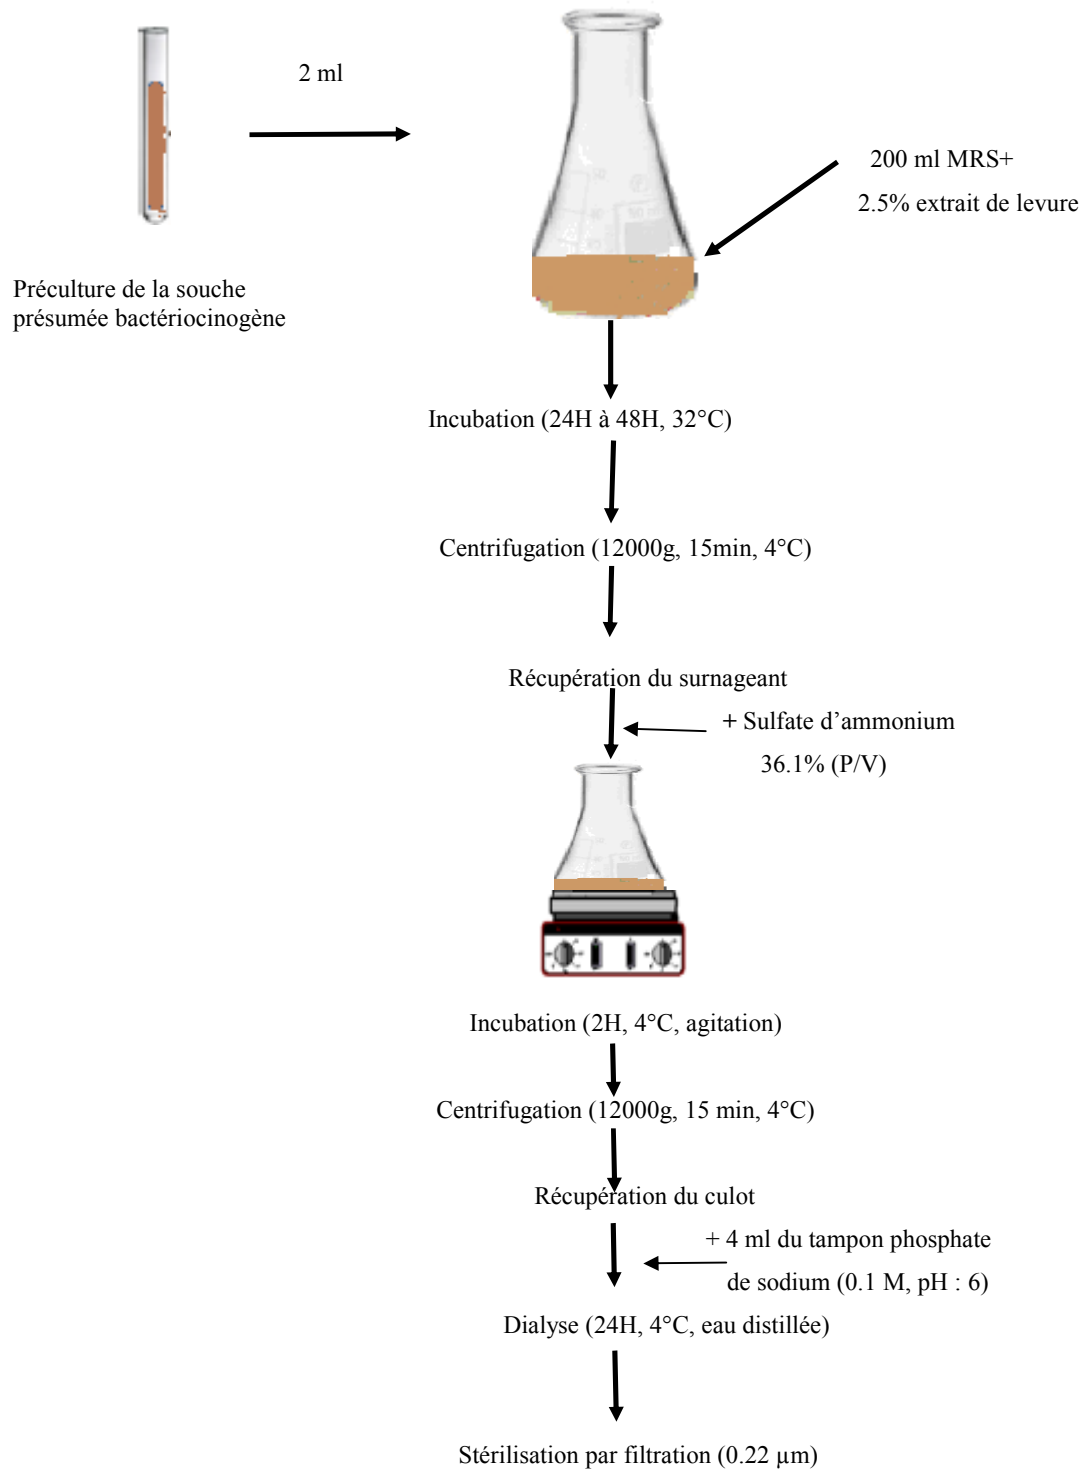 2 ml
200 ml MRS+
2.5% extrait de levure
Préculture de la souche
présumée bactériocinogène
Incubation (24H à 48H, 32°C)
Centrifugation (12000g, 15min, 4°C)
Récupération du surnageant
+ Sulfate d’ammonium
36.1% (P/V)
Incubation (2H, 4°C, agitation)
Centrifugation (12000g, 15 min, 4°C)
Récupération du culot
+ 4 ml du tampon phosphate
de sodium (0.1 M, pH : 6)
Dialyse (24H, 4°C, eau distillée)
Stérilisation par filtration (0.22 µm)